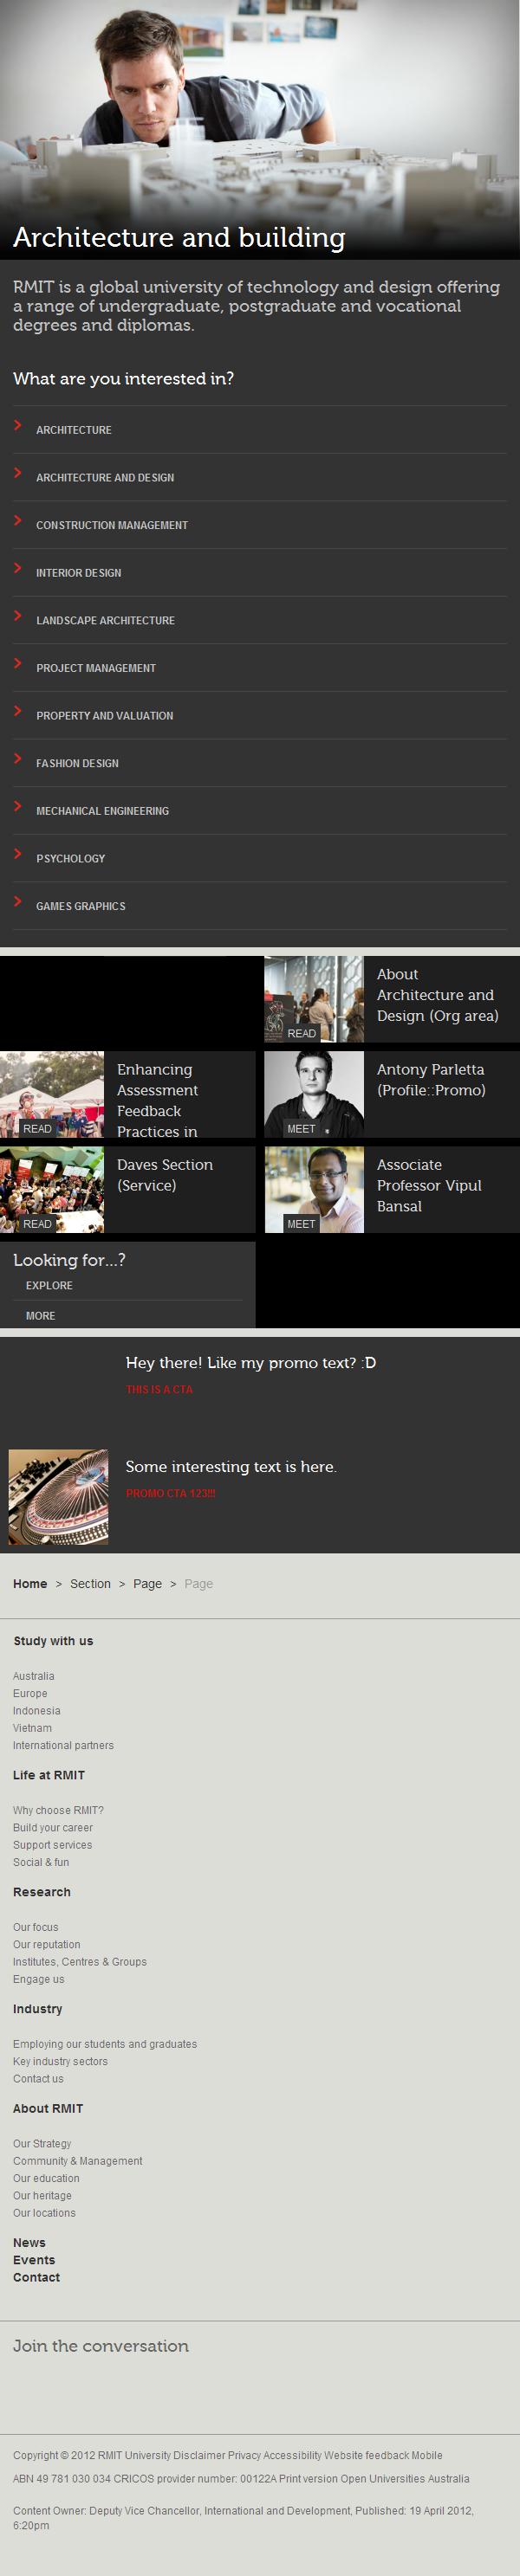 Architecture and building
RMIT is a global university of technology and design offering
a range of undergraduate, postgraduate and vocational
degrees and diplomas.
What are you interested in?
ARCHITECTURE
ARCHITECTURE AND DESIGN
CONSTRUCTION MANAGEMENT
INTERIOR DESIGN
LANDSCAPE ARCHITECTURE
PROJECT MANAGEMENT
PROPERTY AND VALUATION
FASHION DESIGN
MECHANICAL ENGINEERING
PSYCHOLOGY
GAMES GRAPHICS
READ
About
Architecture and
Design (Org area)
READ
Enhancing
Assessment
Feedback
Practices in
MEET
Antony Parletta
(Profile::Promo)
READ
Daves Section
(Service)
MEET
Associate
Professor Vipul
Bansal
Looking for...?
EXPLORE
MORE
Hey there! Like my promo text? :D
THIS IS A CTA
Some interesting text is here.
PROMO CTA 123!!!
Home > Section > Page > Page
Study with us
Australia
Europe
Indonesia
Vietnam
International partners
Life at RMIT
Why choose RMIT?
Build your career
Support services
Social & fun
Research
Our focus
Our reputation
Institutes, Centres & Groups
Engage us
Industry
Employing our students and graduates
Key industry sectors
Contact us
About RMIT
Our Strategy
Community & Management
Our education
Our heritage
Our locations
News
Events
Contact
Join the conversation
Copyright © 2012 RMIT University Disclaimer Privacy Accessibility Website feedback Mobile
ABN 49 781 030 034 CRICOS provider number: 00122A Print version Open Universities Australia
Content Owner: Deputy Vice Chancellor, International and Development, Published: 19 April 2012,
6:20pm